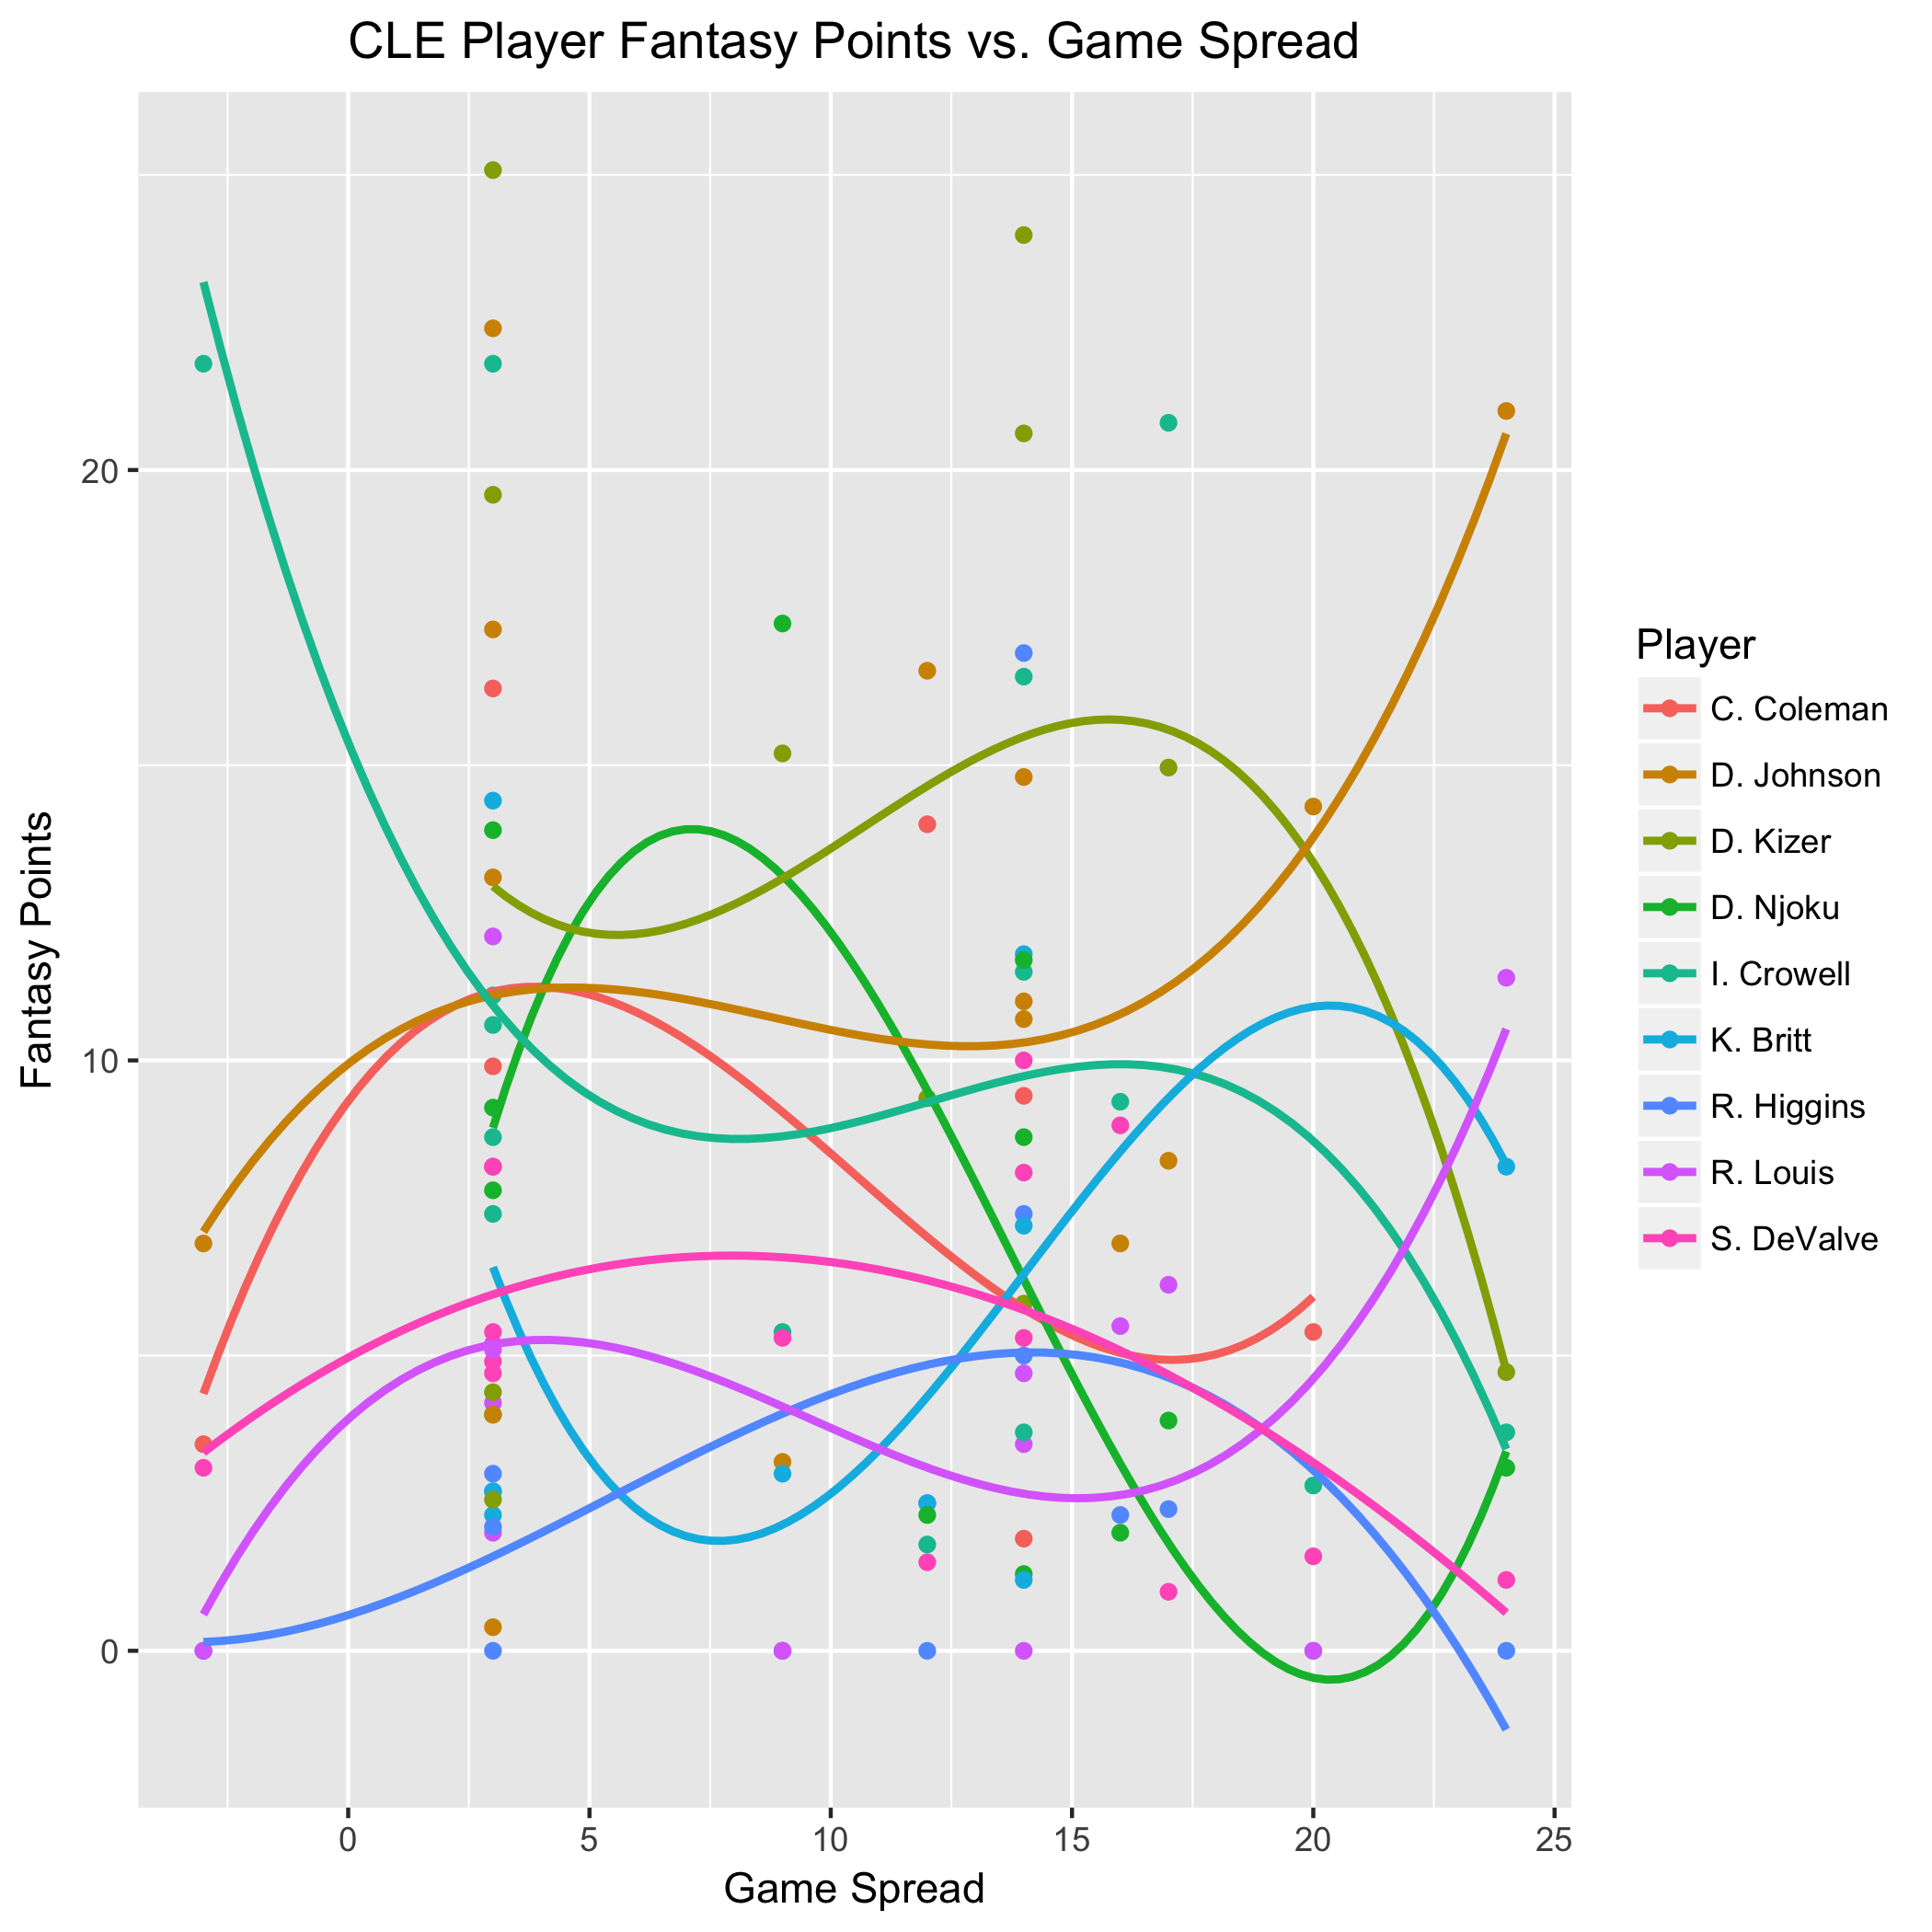 CLE Player Fantasy Points vs. Game Spread
Fantasy Points
20
10
0
0
5
10
15
20
25
Game Spread
Player
C. Coleman
D. Johnson
D. Kizer
D. Njoku
I. Crowell
K. Britt
R. Higgins
R. Louis
S. DeValve